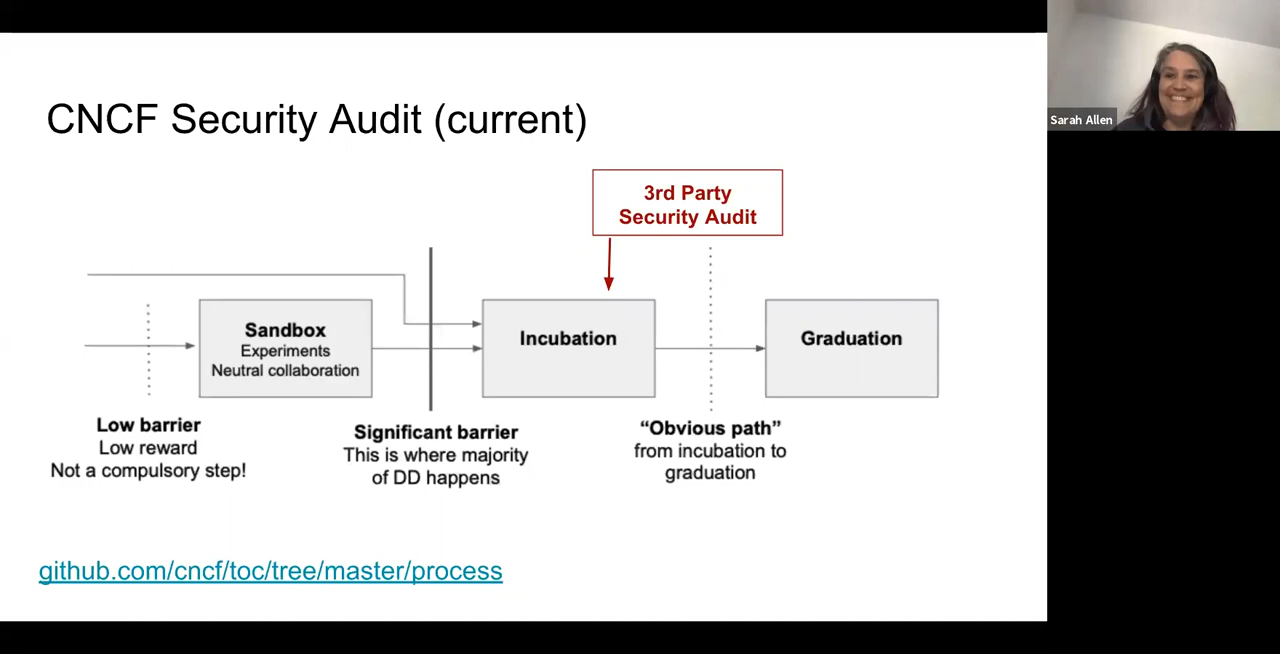 CNCF Security Audit (current)
Sarah Allen
3rd Party
Security Audit
Sandbox
Experiments
Neutral collaboration
Incubation
Graduation
Low barrier
Low reward
Not a compulsory step!
Significant barrier
This is where majority
of DD happens
“Obvious path”
from incubation to
graduation
github.com/cncf/toc/tree/master/process